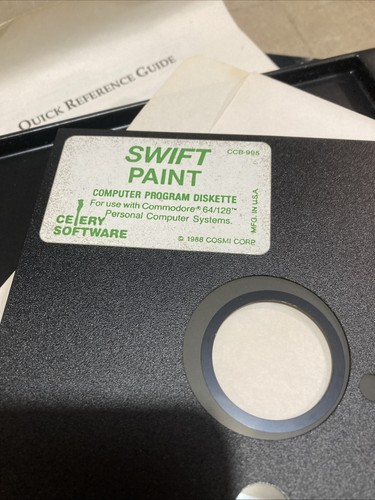 QUICK REFERENCE GUIDE
SWIFT CCB-955
PAINT
COMPUTER PROGRAM DISKETTE
For use with Commodore® 64/128™
Personal Computer Systems.
CELERY
SOFTWARE
© 1988 COSMI CORP.
MFG. IN U.S.A.